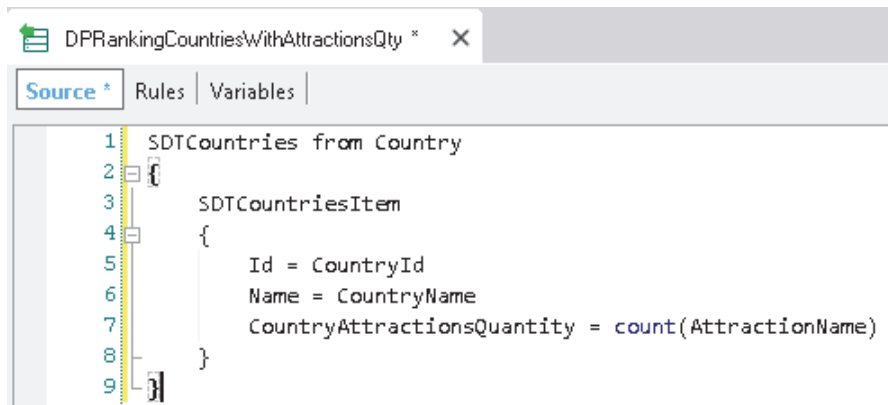 DPRankingCountriesWithAttractionsQty *
Source * Rules Variables
1 SDTCountries from Country
2 {
3 SDTCountriesItem
4 {
5 Id = CountryId
6 Name = CountryName
7 CountryAttractionsQuantity = count(AttractionName)
8 }
9 }